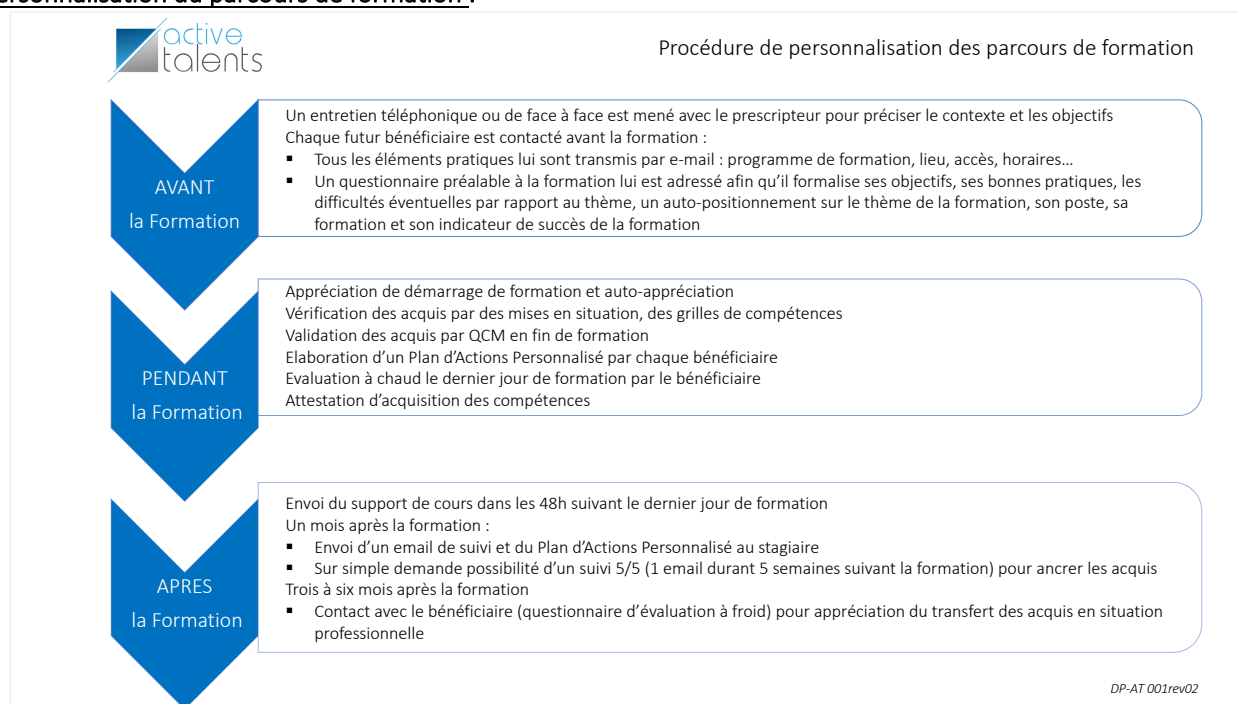 ersonnalisation du parcours de formation :
active
talents
Procédure de personnalisation des parcours de formation
AVANT
la Formation
Un entretien téléphonique ou de face à face est mené avec le prescripteur pour préciser le contexte et les objectifs
Chaque futur bénéficiaire est contacté avant la formation :
▪ Tous les éléments pratiques lui sont transmis par e-mail : programme de formation, lieu, accès, horaires…
▪ Un questionnaire préalable à la formation lui est adressé afin qu'il formalise ses objectifs, ses bonnes pratiques, les
difficultés éventuelles par rapport au thème, un auto-positionnement sur le thème de la formation, son poste, sa
formation et son indicateur de succès de la formation
PENDANT
la Formation
Appréciation de démarrage de formation et auto-appréciation
Vérification des acquis par des mises en situation, des grilles de compétences
Validation des acquis par QCM en fin de formation
Elaboration d'un Plan d'Actions Personnalisé par chaque bénéficiaire
Evaluation à chaud le dernier jour de formation par le bénéficiaire
Attestation d'acquisition des compétences
APRES
la Formation
Envoi du support de cours dans les 48h suivant le dernier jour de formation
Un mois après la formation :
▪ Envoi d'un email de suivi et du Plan d'Actions Personnalisé au stagiaire
▪ Sur simple demande possibilité d'un suivi 5/5 (1 email durant 5 semaines suivant la formation) pour ancrer les acquis
Trois à six mois après la formation
▪ Contact avec le bénéficiaire (questionnaire d'évaluation à froid) pour appréciation du transfert des acquis en situation
professionnelle
DP-AT 001rev02